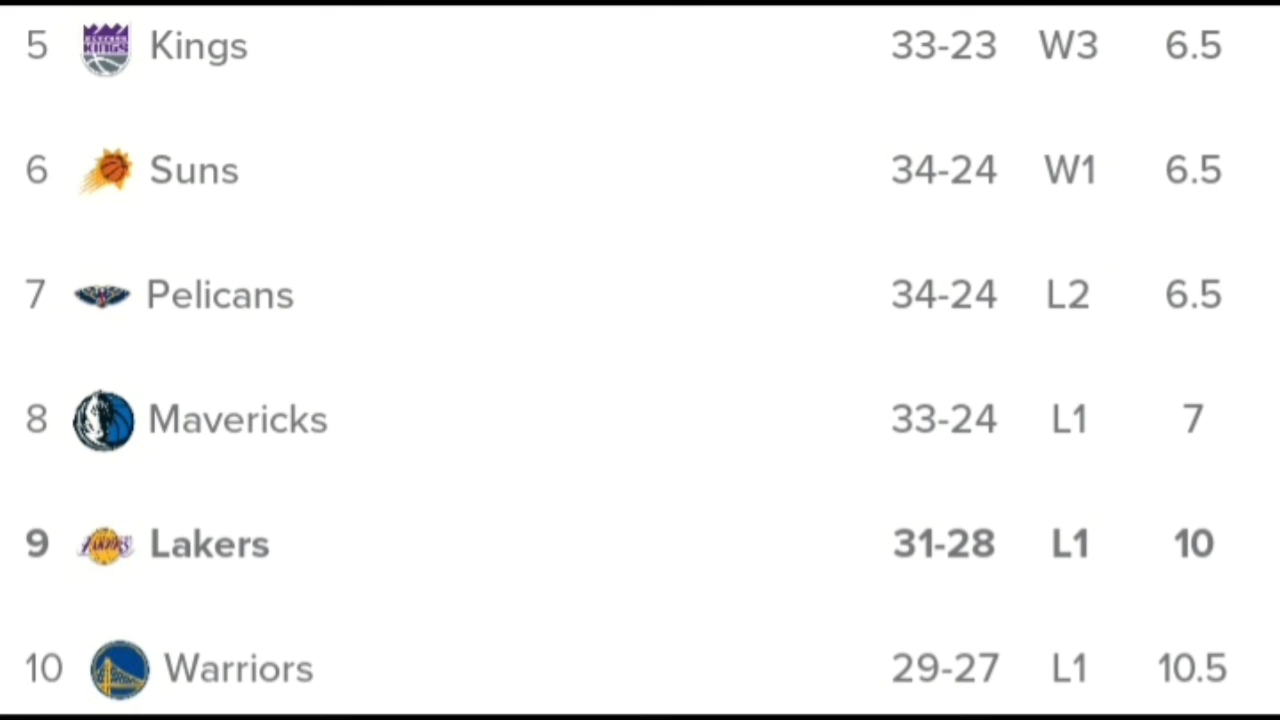 5 KINGS Kings 33-23 W3 6.5
6 Suns 34-24 W1 6.5
7 Pelicans 34-24 L2 6.5
8 Mavericks 33-24 L1 7
9 LAKERS Lakers 31-28 L1 10
10 Warriors 29-27 L1 10.5